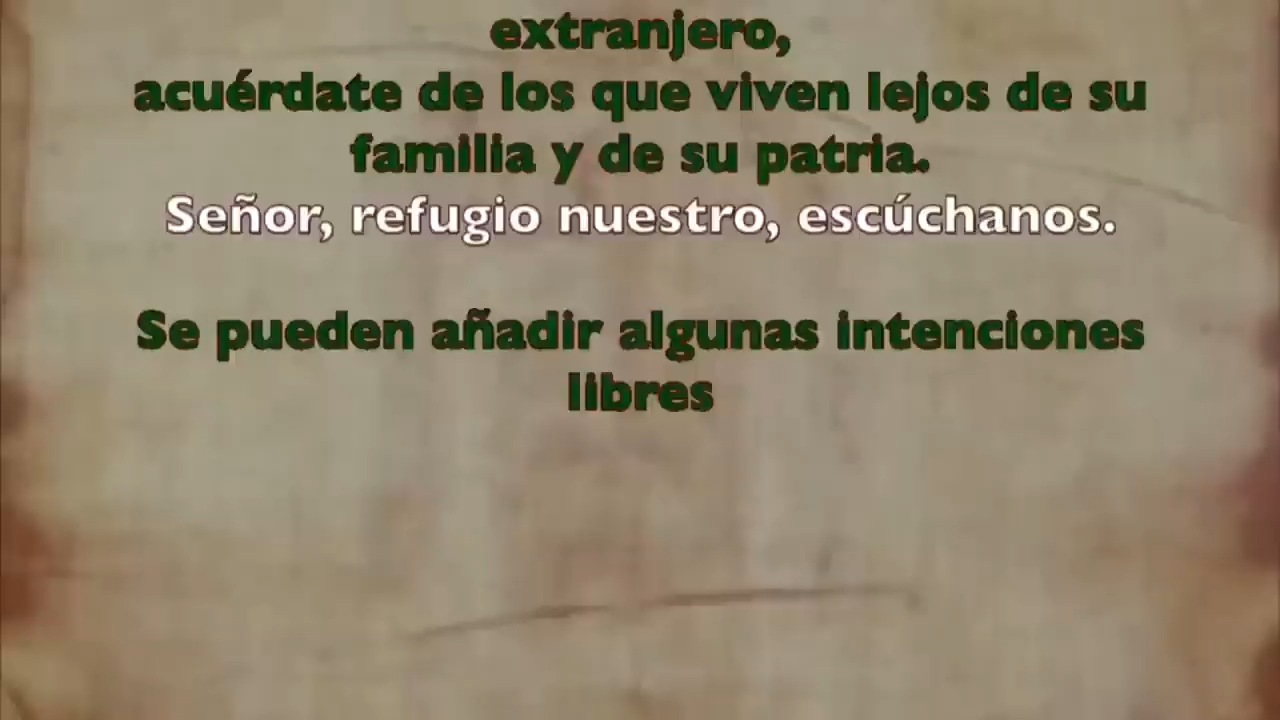 extranjero,
acuérdate de los que viven lejos de su
familia y de su patria.
Señor, refugio nuestro, escúchanos.
Se pueden añadir algunas intenciones
libres